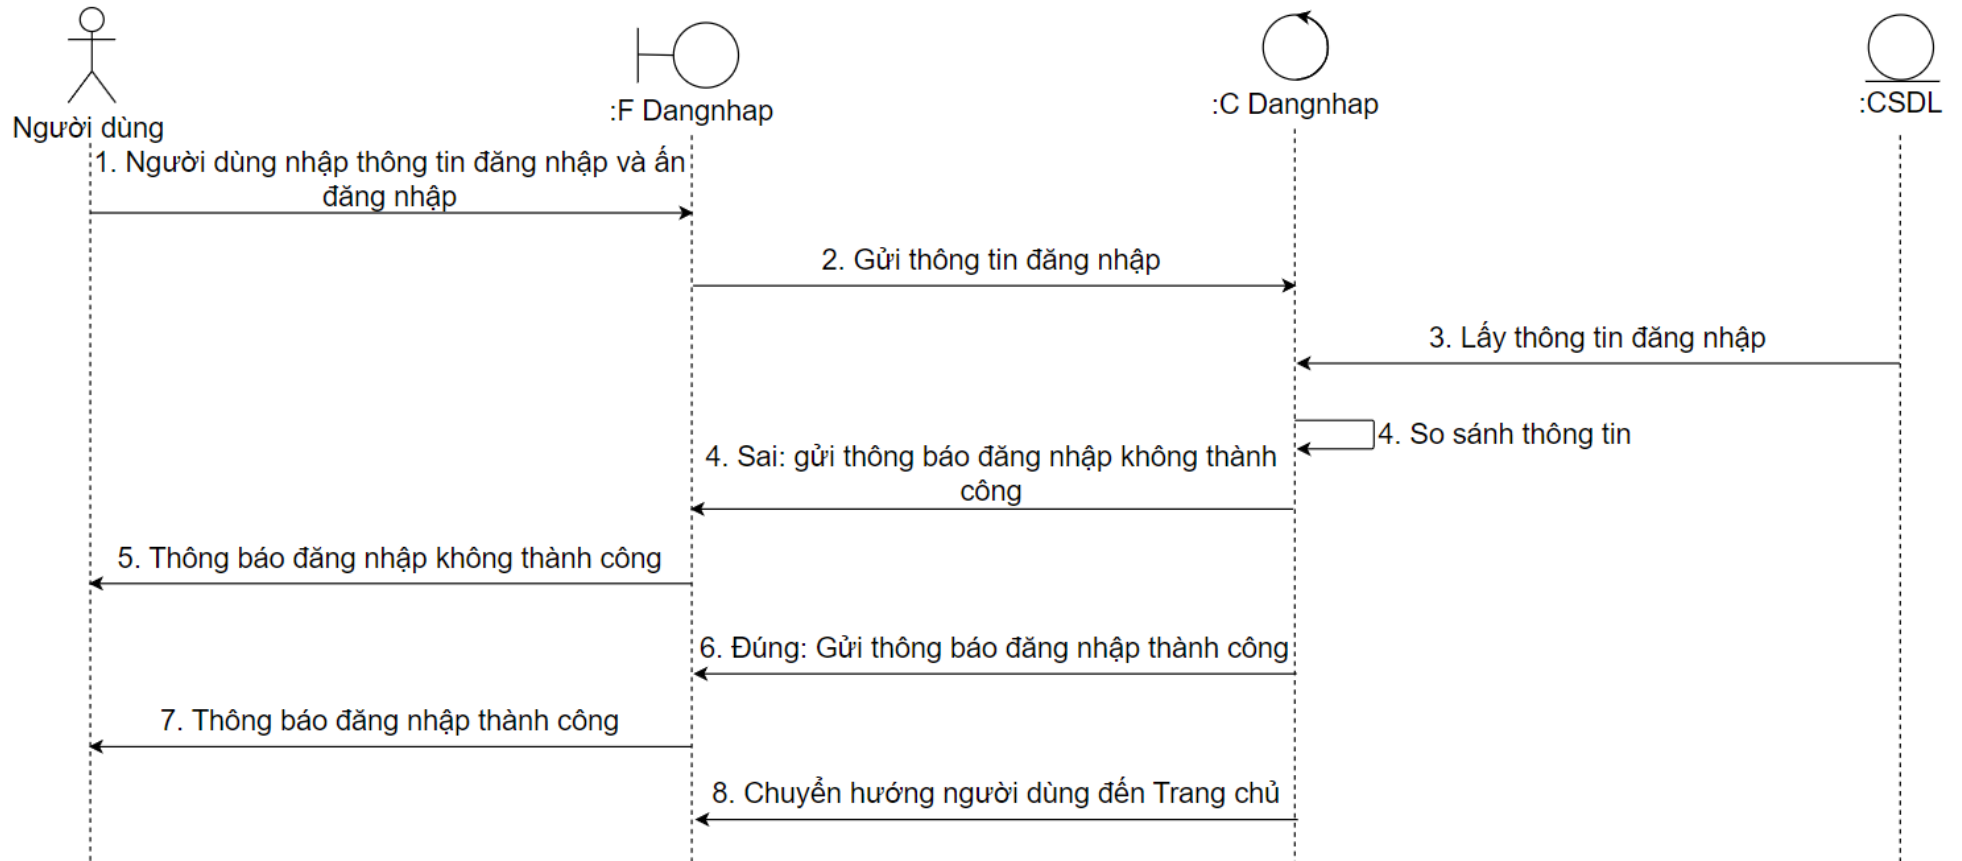 Người dùng
:F Dangnhap
:C Dangnhap
:CSDL
1. Người dùng nhập thông tin đăng nhập và ấn
đăng nhập
2. Gửi thông tin đăng nhập
3. Lấy thông tin đăng nhập
4. So sánh thông tin
4. Sai: gửi thông báo đăng nhập không thành
công
5. Thông báo đăng nhập không thành công
6. Đúng: Gửi thông báo đăng nhập thành công
7. Thông báo đăng nhập thành công
8. Chuyển hướng người dùng đến Trang chủ